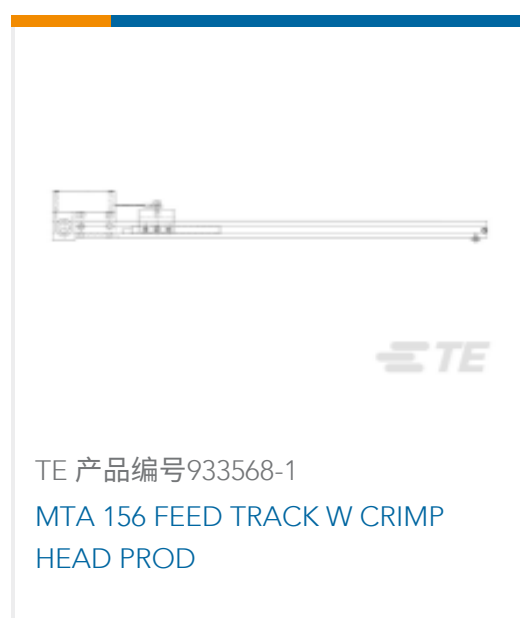 TE
TE 产品编号933568-1
MTA 156 FEED TRACK W CRIMP
HEAD PROD